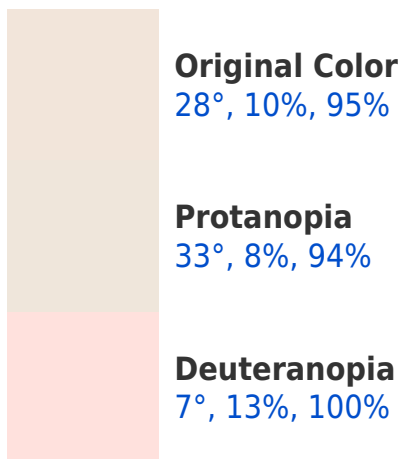 Original Color
28°, 10%, 95%
Protanopia
33°, 8%, 94%
Deuteranopia
7°, 13%, 100%